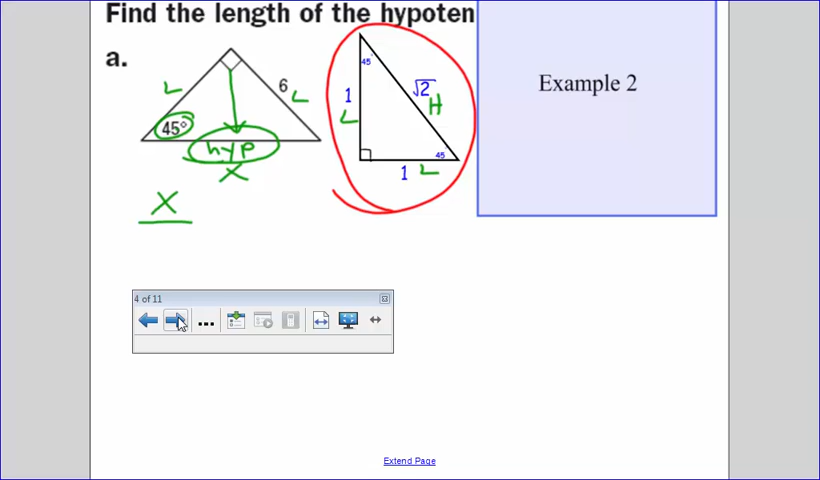 Find the length of the hypoten
a.
L
6
L
45°
hyp
X
X
45
1
L
√2
H
45
1
L
Example 2
4 of 11
...
Extend Page